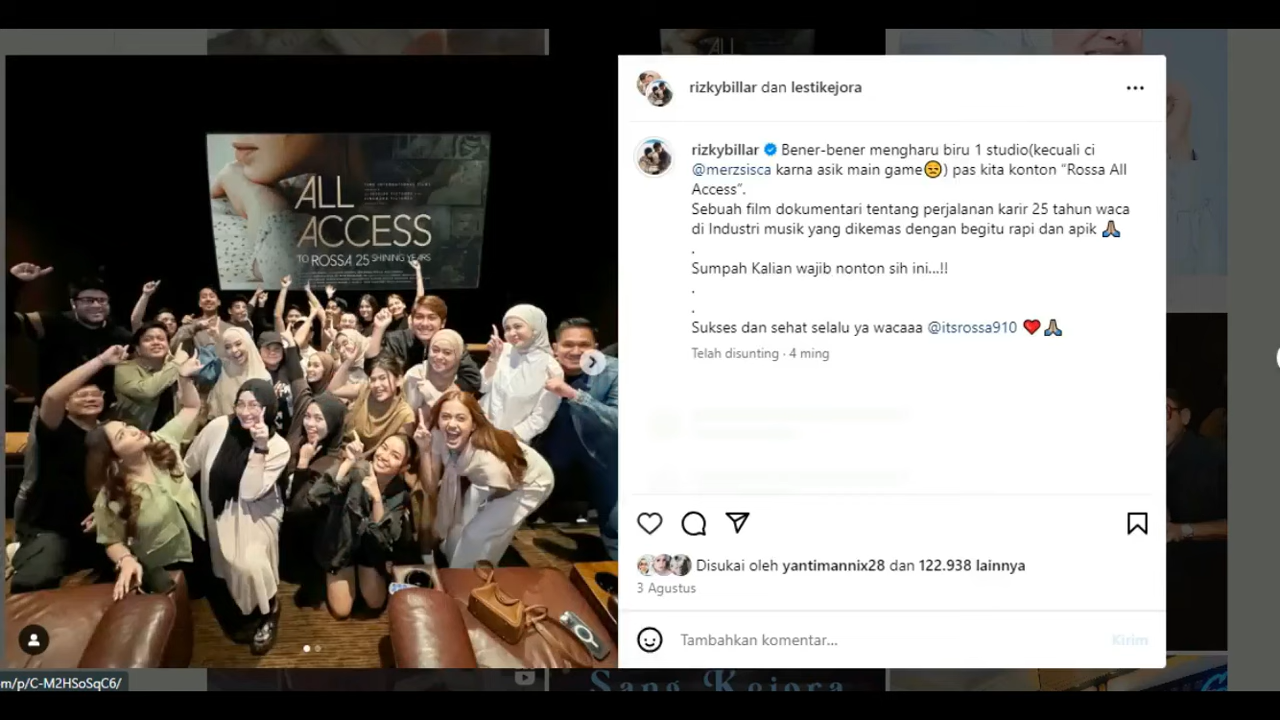 ALL
rizkybillar dan lestikejora
ALL
ACCESS
TO ROSSA 25 SHINING YEARS
TIME INTERNATIONAL FILMS
rizkybillar Bener-bener mengharu biru 1 studio(kecuali ci
@merzsisca karna asik main game😒) pas kita konton “Rossa All
Access”.
Sebuah film dokumentari tentang perjalanan karir 25 tahun waca
di Industri musik yang dikemas dengan begitu rapi dan apik 🙏🏽
.
Sumpah Kalian wajib nonton sih ini...!!
.
.
Sukses dan sehat selalu ya wacaaa @itsrossa910 ❤️🙏🏽
Telah disunting · 4 ming
Disukai oleh yantimannix28 dan 122.938 lainnya
3 Agustus
Tambahkan komentar...
Kirim
m/p/C-M2HSoSqC6/
Sang Kejora